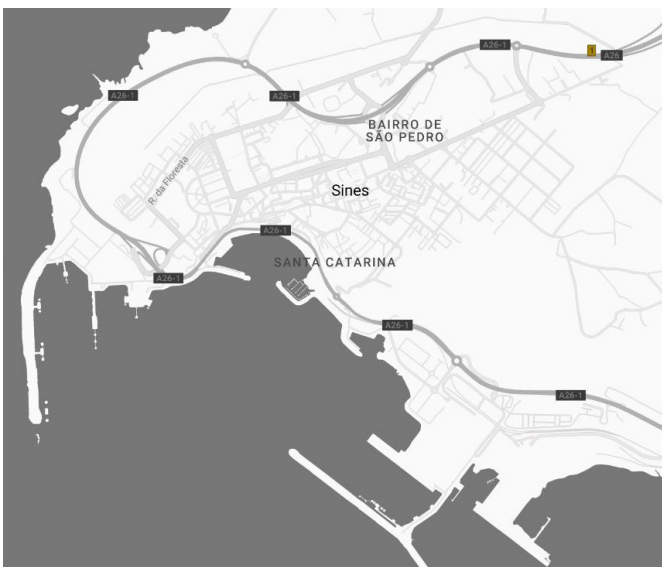 A26-1
1
A26
A26-1
A26-1
BAIRRO DE
SÃO PEDRO
R. da Floresta
Sines
A26-1
SANTA CATARINA
A26-1
A26-1
A26-1